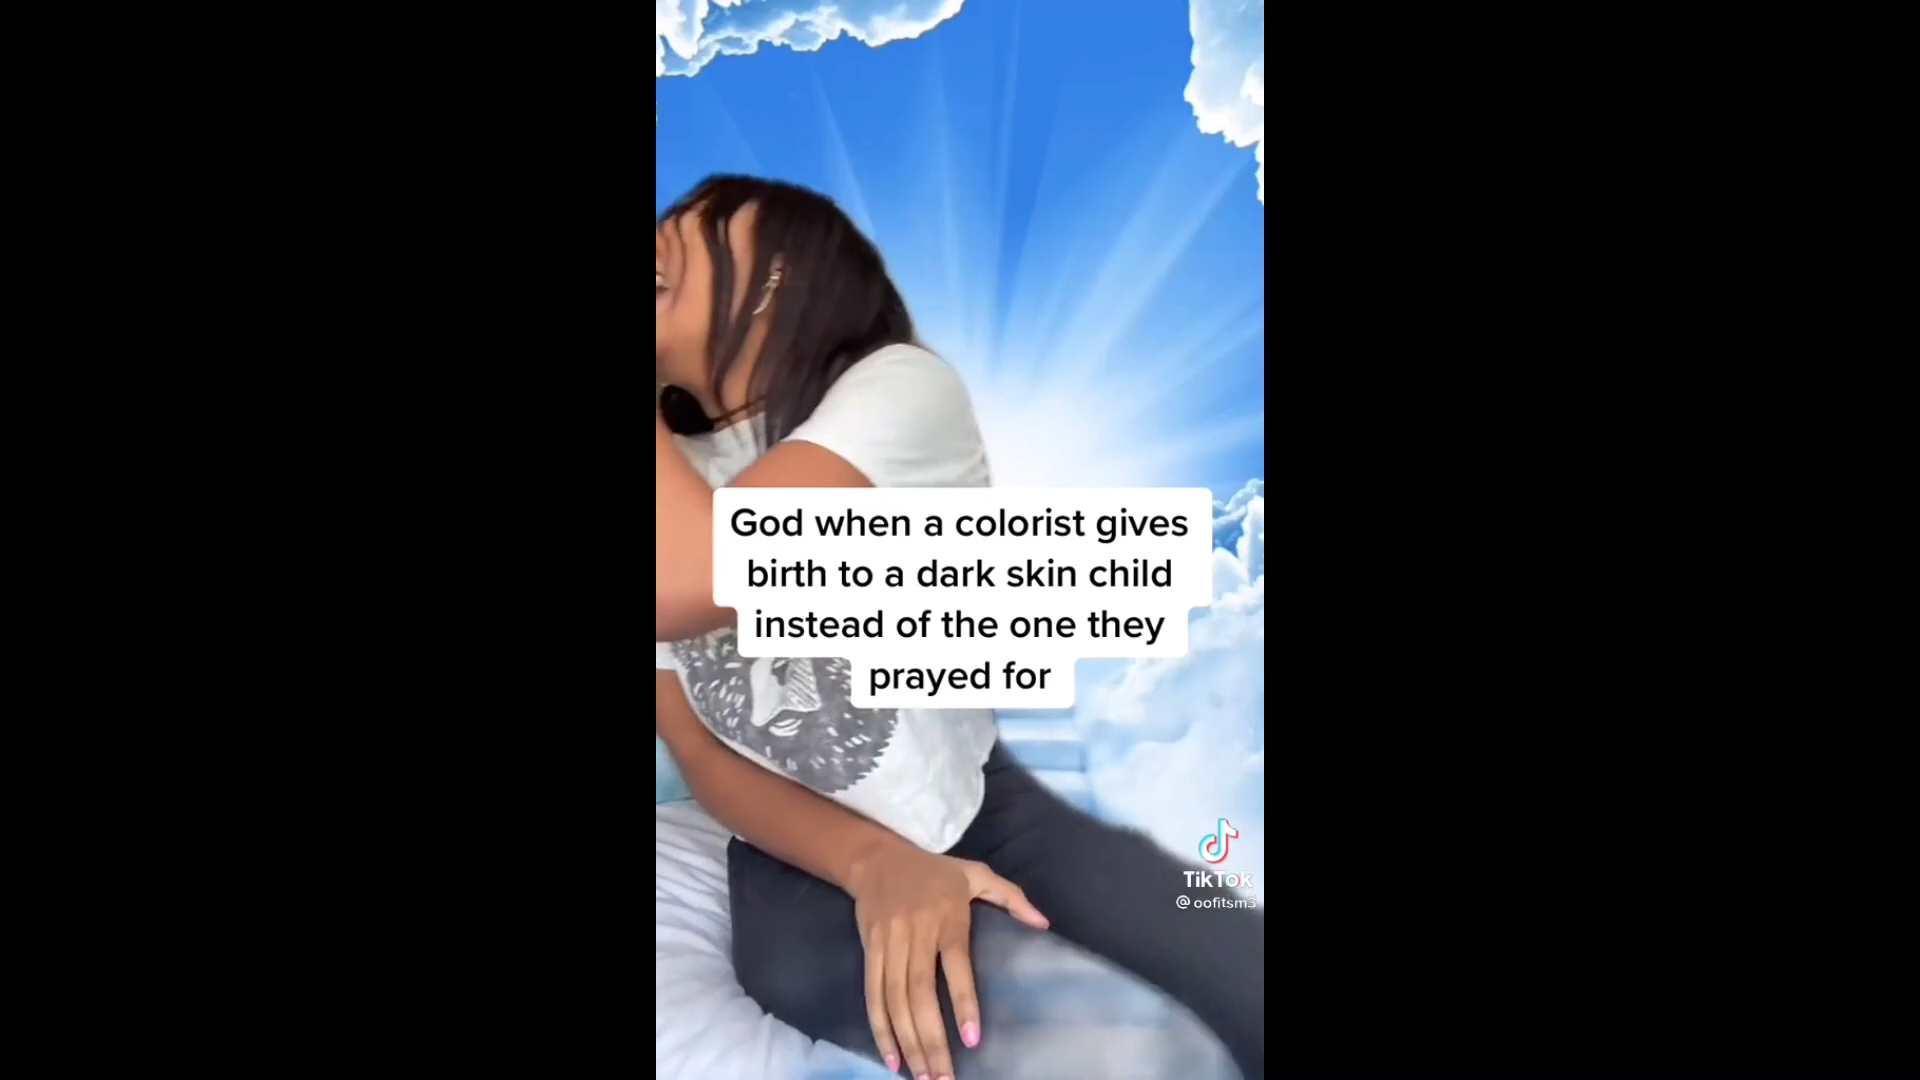 God when a colorist gives
birth to a dark skin child
instead of the one they
prayed for
TikTok
@oofitsm3